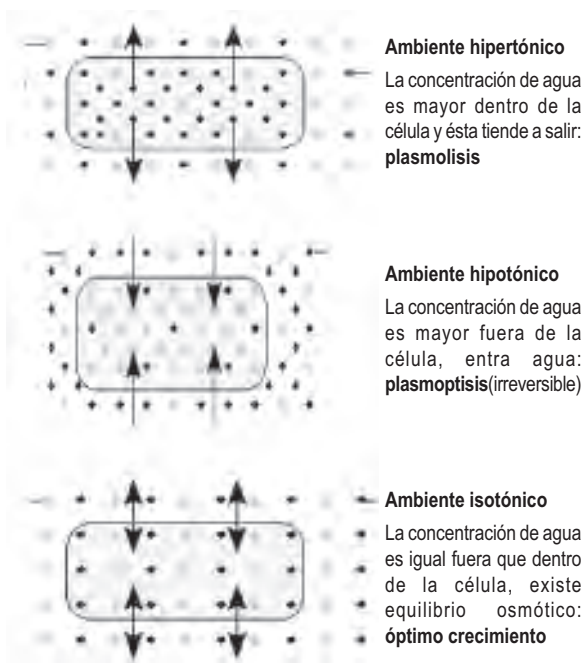 Ambiente hipertónico
La concentración de agua
es mayor dentro de la
célula y ésta tiende a salir:
plasmolisis
Ambiente hipotónico
La concentración de agua
es mayor fuera de la
célula, entra agua:
plasmoptisis(irreversible)
Ambiente isotónico
La concentración de agua
es igual fuera que dentro
de la célula, existe
equilibrio osmótico:
óptimo crecimiento